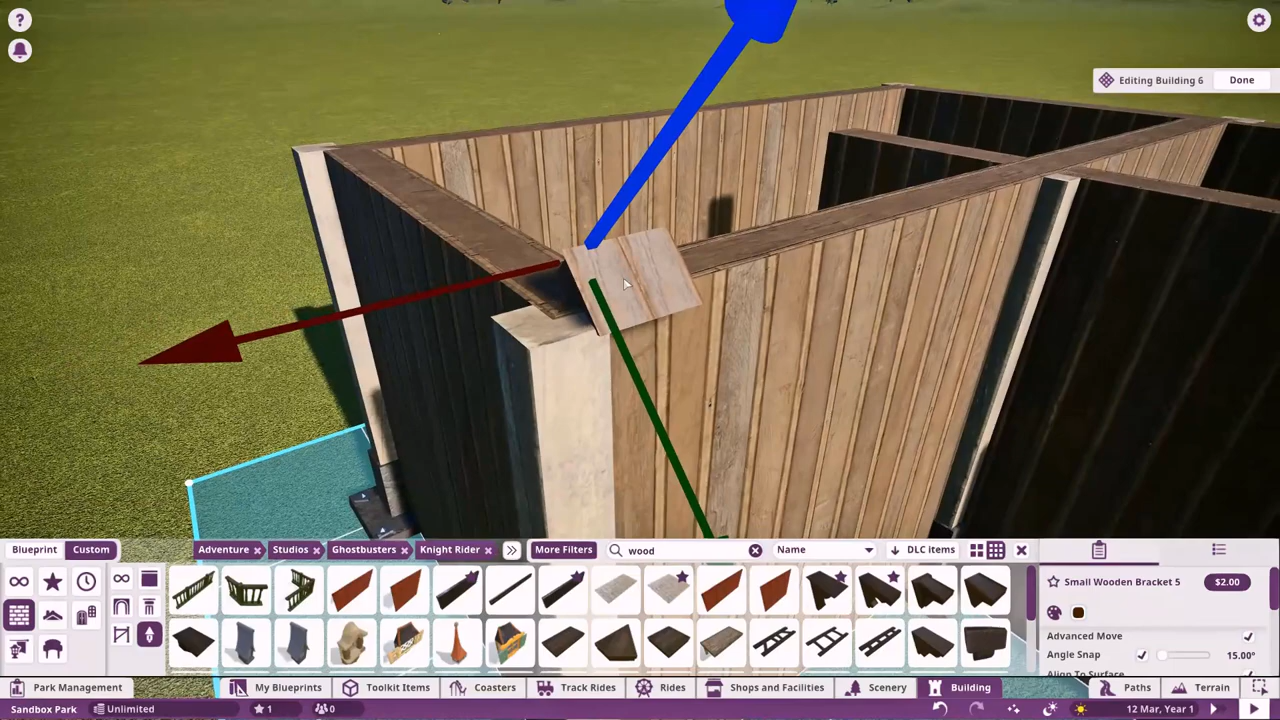 ?
Editing Building 6
Done
Blueprint
Custom
Adventure ×
Studios ×
Ghostbusters ×
Knight Rider ×
More Filters
wood
Name
DLC items
Small Wooden Bracket 5
$2.00
Advanced Move
Angle Snap
15.00°
Park Management
My Blueprints
Toolkit Items
Coasters
Track Rides
Rides
Shops and Facilities
Scenery
Building
Paths
Terrain
Sandbox Park
Unlimited
1
0
12 Mar, Year 1